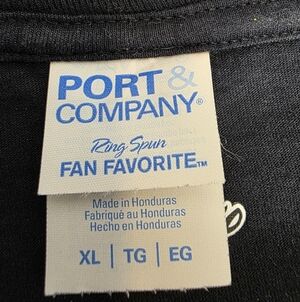 PORT &
COMPANY®
Ring Spun
FAN FAVORITE™
Made in Honduras
Fabriqué au Honduras
Hecho en Honduras
XL | TG | EG